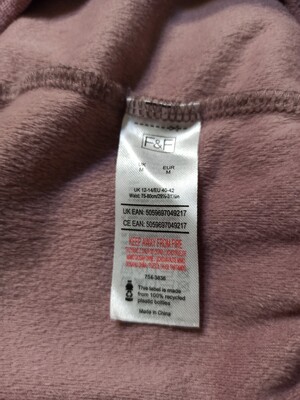 F&F
UK EUR
M M
UK 12-14/EU 40-42
UK EAN: 5059697049217
CE EAN: 5059697049217
KEEP AWAY FROM FIRE
This label is made
from 100% recycled
plastic bottles
Made in China